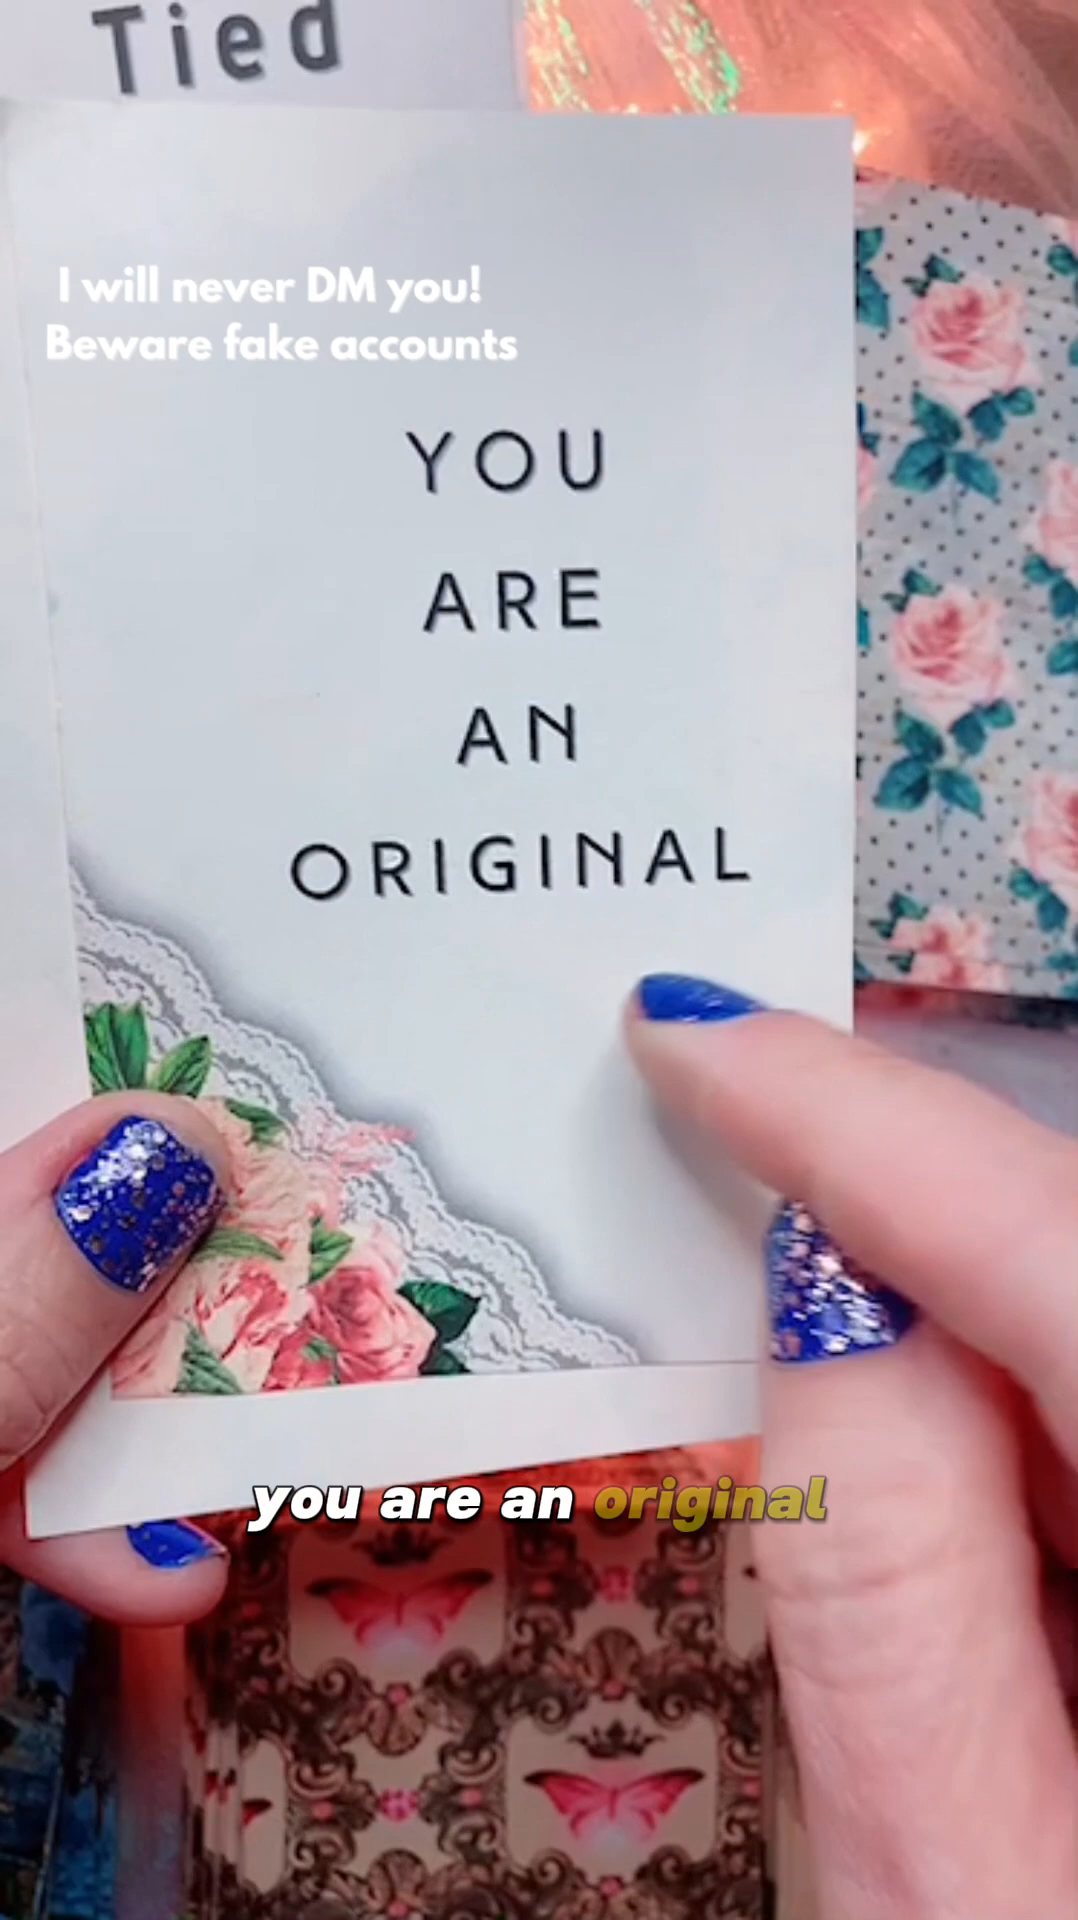 Tied
I will never DM you!
Beware fake accounts
YOU
ARE
AN
ORIGINAL
you are an original